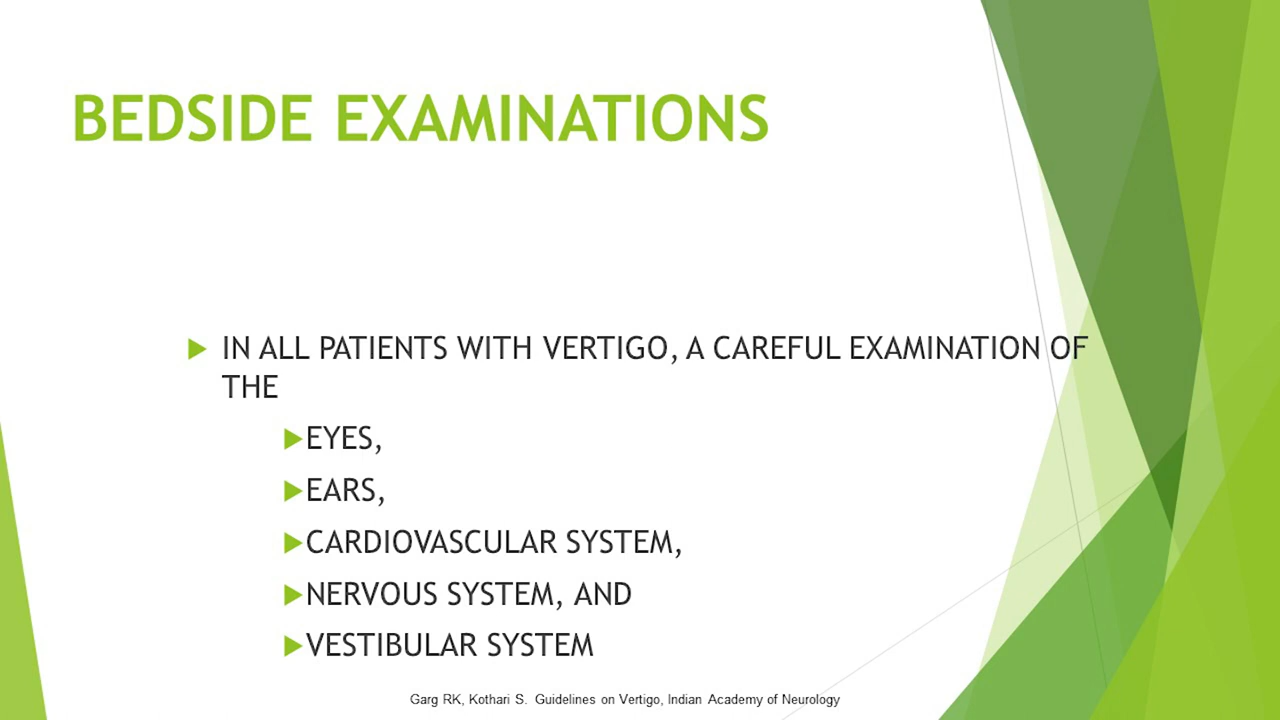 BEDSIDE EXAMINATIONS
IN ALL PATIENTS WITH VERTIGO, A CAREFUL EXAMINATION OF
THE
EYES,
EARS,
CARDIOVASCULAR SYSTEM,
NERVOUS SYSTEM, AND
VESTIBULAR SYSTEM
Garg RK, Kothari S. Guidelines on Vertigo, Indian Academy of Neurology